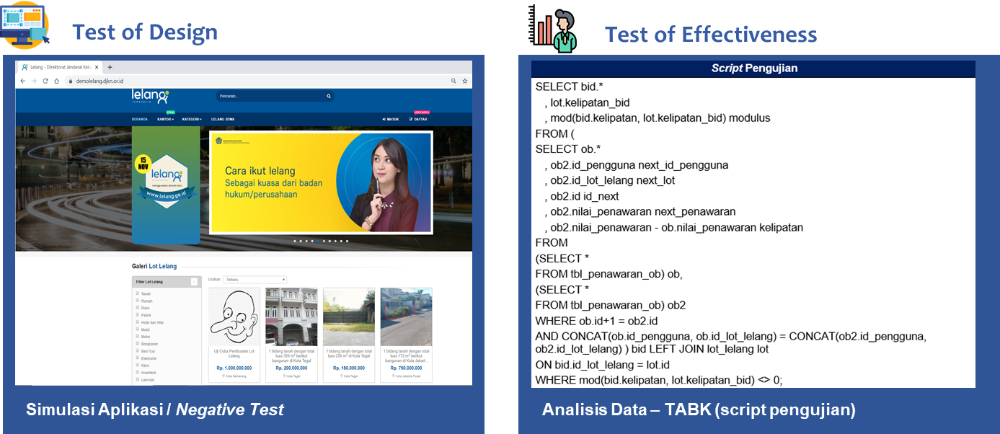 Test of Design
Lelang - Direktorat Jenderal Keka
demolelang.djkn.or.id
lelang
indonesia
Pencarian...
BERANDA
KANTOR
KATEGORI
LELANG SEWA
MASUK
DAFTAR
15
NOV
lelang
indonesia
menggunakan domain baru
www.lelang.go.id
Cara ikut lelang
Sebagai kuasa dari badan
hukum/perusahaan
Galeri Lot Lelang
Filter Lot Lelang
-
Tanah
Rumah
Ruko
Pabrik
Hotel dan Villa
Mobil
Motor
Bongkaran
Besi Tua
Elektronik
Kayu
Inventaris
Lain-lain
Urutkan:
Terbaru
Uji Coba Pembuatan Lot
Lelang
Rp. 1.000.000.000
Kota Semarang
1 bidang tanah dengan total
luas 300 m² berikut
bangunan di Kota Tegal
Rp. 200.000.000
Kota Tegal
1 bidang tanah dengan total
luas 200 m² di Kota Tegal
Rp. 150.000.000
Kota Tegal
1 bidang tanah dengan total
luas 172 m² berikut
bangunan di Kota Jakart...
Rp. 750.000.000
Kota Jakarta Pusat
Simulasi Aplikasi / Negative Test
Test of Effectiveness
Script Pengujian
SELECT bid.*
, lot.kelipatan_bid
, mod(bid.kelipatan, lot.kelipatan_bid) modulus
FROM (
SELECT ob.*
, ob2.id_pengguna next_id_pengguna
, ob2.id_lot_lelang next_lot
, ob2.id id_next
, ob2.nilai_penawaran next_penawaran
, ob2.nilai_penawaran - ob.nilai_penawaran kelipatan
FROM
(SELECT *
FROM tbl_penawaran_ob) ob,
(SELECT *
FROM tbl_penawaran_ob) ob2
WHERE ob.id+1 = ob2.id
AND CONCAT(ob.id_pengguna, ob.id_lot_lelang) = CONCAT(ob2.id_pengguna,
ob2.id_lot_lelang) ) bid LEFT JOIN lot_lelang lot
ON bid.id_lot_lelang = lot.id
WHERE mod(bid.kelipatan, lot.kelipatan_bid) <> 0;
Analisis Data – TABK (script pengujian)